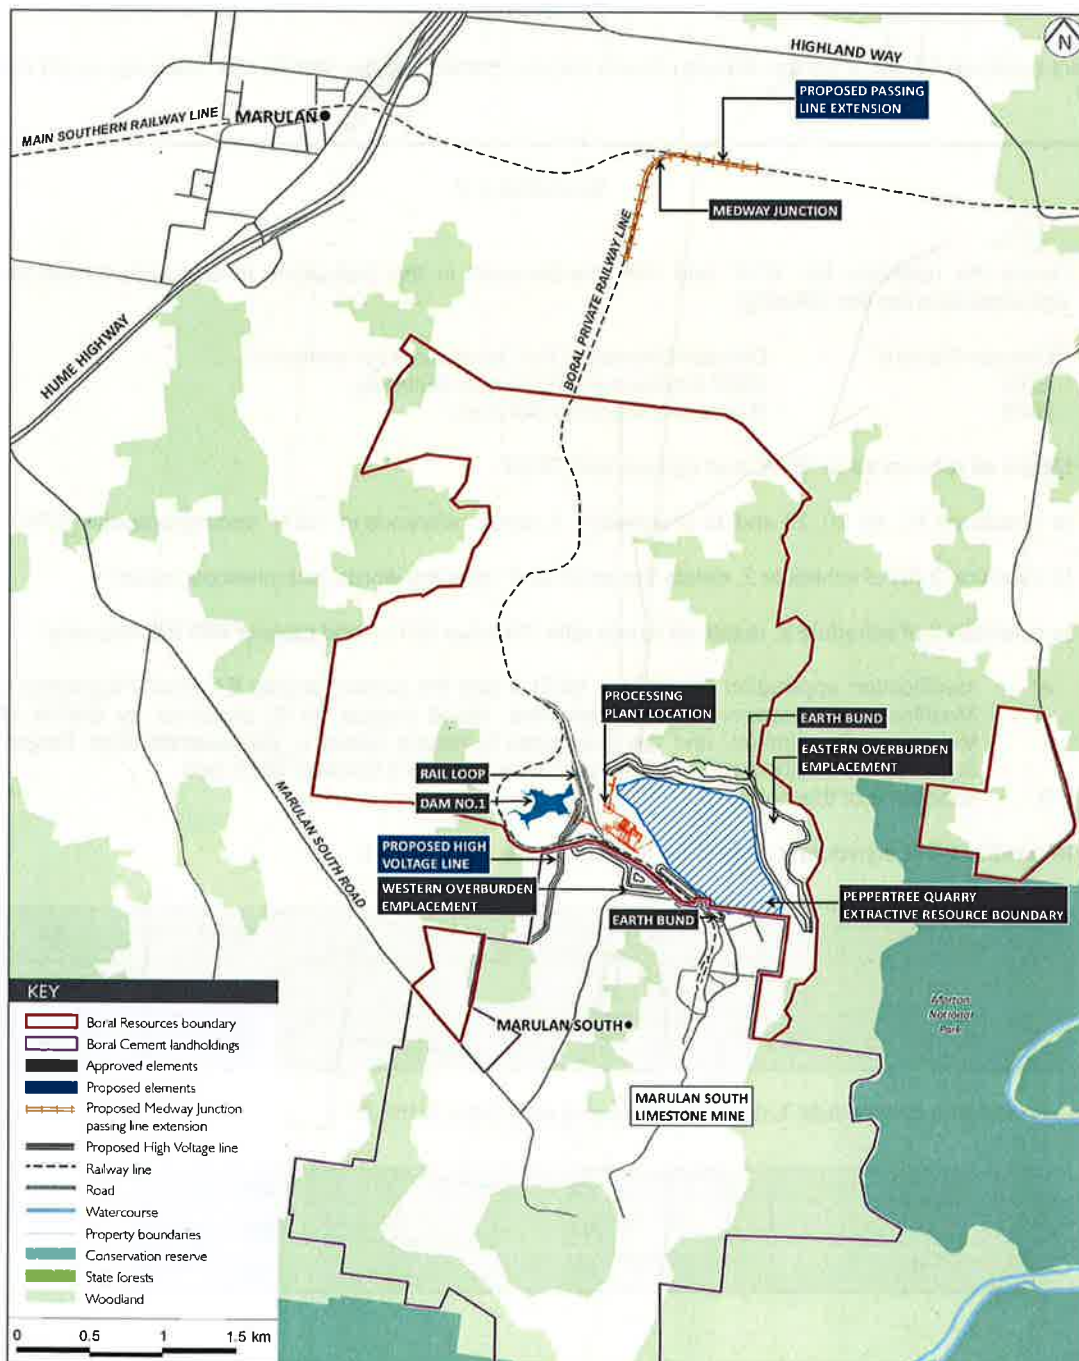 N
HIGHLAND WAY
PROPOSED PASSING
LINE EXTENSION
MARULAN
MAIN SOUTHERN RAILWAY LINE
MEDWAY JUNCTION
BORAL PRIVATE RAILWAY LINE
HUME HIGHWAY
PROCESSING
PLANT LOCATION
EARTH BUND
EASTERN OVERBURDEN
EMPLACEMENT
RAIL LOOP
DAM NO.1
MARULAN SOUTH ROAD
PROPOSED HIGH
VOLTAGE LINE
WESTERN OVERBURDEN
EMPLACEMENT
PEPPERTREE QUARRY
EXTRACTIVE RESOURCE BOUNDARY
EARTH BUND
Morton
National
Park
MARULAN SOUTH
MARULAN SOUTH
LIMESTONE MINE
KEY
Boral Resources boundary
Boral Cement landholdings
Approved elements
Proposed elements
Proposed Medway Junction
passing line extension
Proposed High Voltage line
Railway line
Road
Watercourse
Property boundaries
Conservation reserve
State forests
Woodland
0 0.5 1 1.5 km